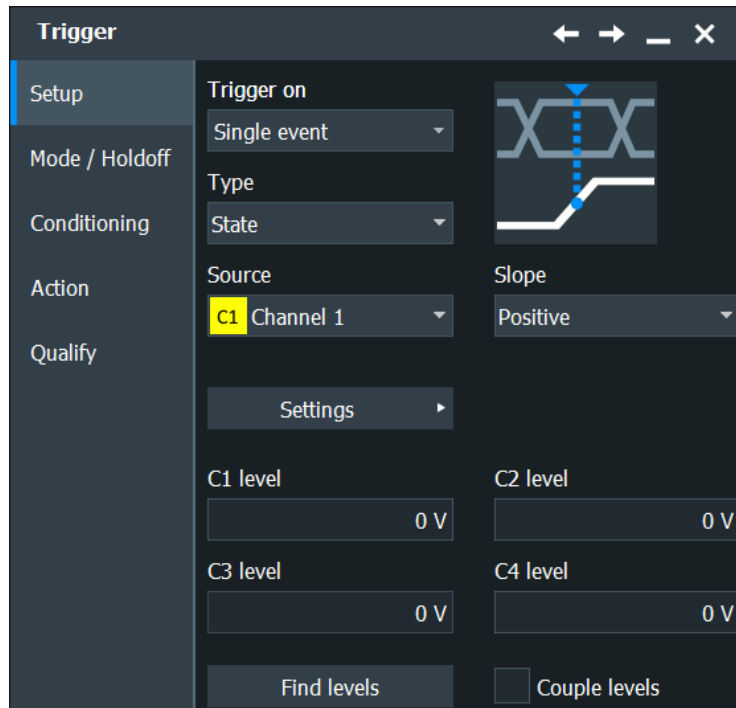 Trigger
Setup
Mode / Holdoff
Conditioning
Action
Qualify
Trigger on
Single event
Type
State
Source
Slope
C1 Channel 1
Positive
Settings
C1 level
C2 level
0 V
0 V
C3 level
C4 level
0 V
0 V
Find levels
Couple levels